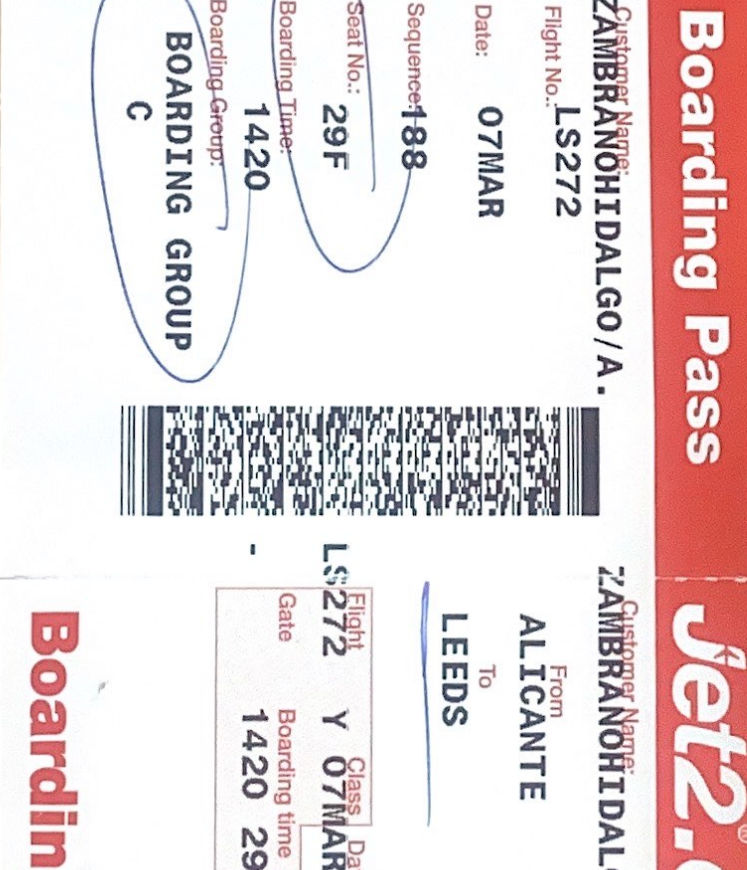 Boarding Pass
Customer Name:
ZAMBRANOHIDALGO/A.
Flight No.:
LS272
Date:
07MAR
Sequence:
188
Seat No.:
29F
Boarding Time:
1420
Boarding Group:
BOARDING GROUP
C
Jet2.
Customer Name:
ZAMBRANOHIDAL
From
ALICANTE
To
LEEDS
Flight Class Da
LS272 Y 07MAR
Gate Boarding time
- 1420 29
Boardin